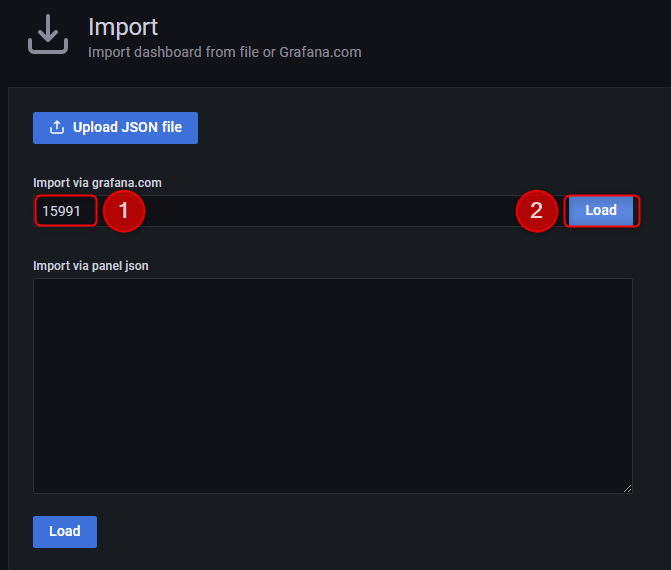 Import
Import dashboard from file or Grafana.com
Upload JSON file
Import via grafana.com
15991 1 2 Load
Import via panel json
Load